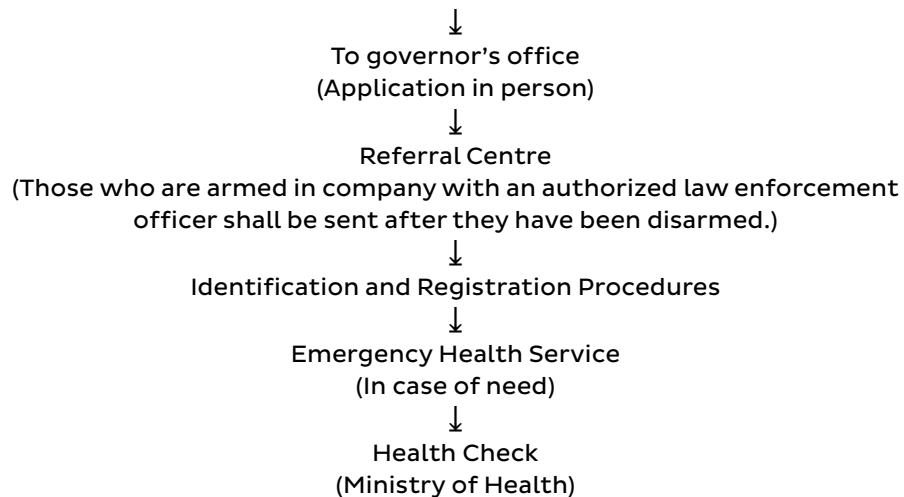 ↓
To governor’s office
(Application in person)
↓
Referral Centre
(Those who are armed in company with an authorized law enforcement
officer shall be sent after they have been disarmed.)
↓
Identification and Registration Procedures
↓
Emergency Health Service
(In case of need)
↓
Health Check
(Ministry of Health)